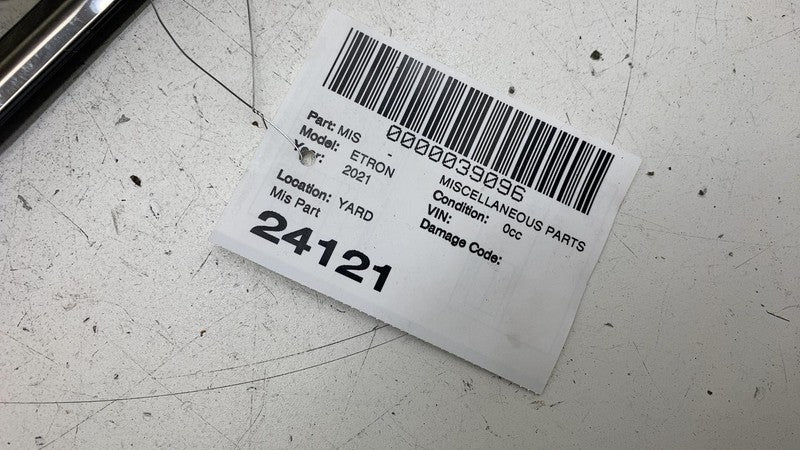 0000039096
Part: MIS - MISCELLANEOUS PARTS
Model: ETRON Condition: 0cc
Year: 2021 VIN:
Damage Code:
Location: YARD
Mis Part
24121